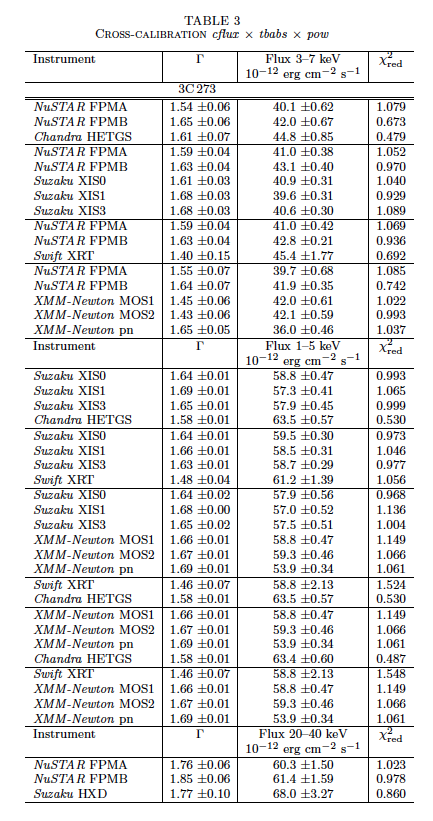 TABLE 3
CROSS-CALIBRATION cflux × tbabs × pow
Instrument Γ Flux 3–7 keV χ²red
10⁻¹² erg cm⁻² s⁻¹
3C 273
NuSTAR FPMA 1.54 ±0.06 40.1 ±0.62 1.079
NuSTAR FPMB 1.65 ±0.06 42.0 ±0.67 0.673
Chandra HETGS 1.61 ±0.07 44.8 ±0.85 0.479
NuSTAR FPMA 1.59 ±0.04 41.0 ±0.38 1.052
NuSTAR FPMB 1.63 ±0.04 43.1 ±0.40 0.970
Suzaku XIS0 1.61 ±0.03 40.9 ±0.31 1.040
Suzaku XIS1 1.68 ±0.03 39.6 ±0.31 0.929
Suzaku XIS3 1.68 ±0.03 40.6 ±0.30 1.089
NuSTAR FPMA 1.59 ±0.04 41.0 ±0.42 1.069
NuSTAR FPMB 1.63 ±0.04 42.8 ±0.21 0.936
Swift XRT 1.40 ±0.15 45.4 ±1.77 0.692
NuSTAR FPMA 1.55 ±0.07 39.7 ±0.68 1.085
NuSTAR FPMB 1.64 ±0.07 41.9 ±0.35 0.742
XMM-Newton MOS1 1.45 ±0.06 42.0 ±0.61 1.022
XMM-Newton MOS2 1.43 ±0.06 42.1 ±0.59 0.993
XMM-Newton pn 1.65 ±0.05 36.0 ±0.46 1.037
Instrument Γ Flux 1–5 keV χ²red
10⁻¹² erg cm⁻² s⁻¹
Suzaku XIS0 1.64 ±0.01 58.8 ±0.47 0.993
Suzaku XIS1 1.69 ±0.01 57.3 ±0.41 1.065
Suzaku XIS3 1.65 ±0.01 57.9 ±0.45 0.999
Chandra HETGS 1.58 ±0.01 63.5 ±0.57 0.530
Suzaku XIS0 1.64 ±0.01 59.5 ±0.30 0.973
Suzaku XIS1 1.66 ±0.01 58.5 ±0.31 1.046
Suzaku XIS3 1.63 ±0.01 58.7 ±0.29 0.977
Swift XRT 1.48 ±0.04 61.2 ±1.39 1.056
Suzaku XIS0 1.64 ±0.02 57.9 ±0.56 0.968
Suzaku XIS1 1.68 ±0.00 57.0 ±0.52 1.136
Suzaku XIS3 1.65 ±0.02 57.5 ±0.51 1.004
XMM-Newton MOS1 1.66 ±0.01 58.8 ±0.47 1.149
XMM-Newton MOS2 1.67 ±0.01 59.3 ±0.46 1.066
XMM-Newton pn 1.69 ±0.01 53.9 ±0.34 1.061
Swift XRT 1.46 ±0.07 58.8 ±2.13 1.524
Chandra HETGS 1.58 ±0.01 63.5 ±0.57 0.530
XMM-Newton MOS1 1.66 ±0.01 58.8 ±0.47 1.149
XMM-Newton MOS2 1.67 ±0.01 59.3 ±0.46 1.066
XMM-Newton pn 1.69 ±0.01 53.9 ±0.34 1.061
Chandra HETGS 1.58 ±0.01 63.4 ±0.60 0.487
Swift XRT 1.46 ±0.07 58.8 ±2.13 1.548
XMM-Newton MOS1 1.66 ±0.01 58.8 ±0.47 1.149
XMM-Newton MOS2 1.67 ±0.01 59.3 ±0.46 1.066
XMM-Newton pn 1.69 ±0.01 53.9 ±0.34 1.061
Instrument Γ Flux 20–40 keV χ²red
10⁻¹² erg cm⁻² s⁻¹
NuSTAR FPMA 1.76 ±0.06 60.3 ±1.50 1.023
NuSTAR FPMB 1.85 ±0.06 61.4 ±1.59 0.978
Suzaku HXD 1.77 ±0.10 68.0 ±3.27 0.860